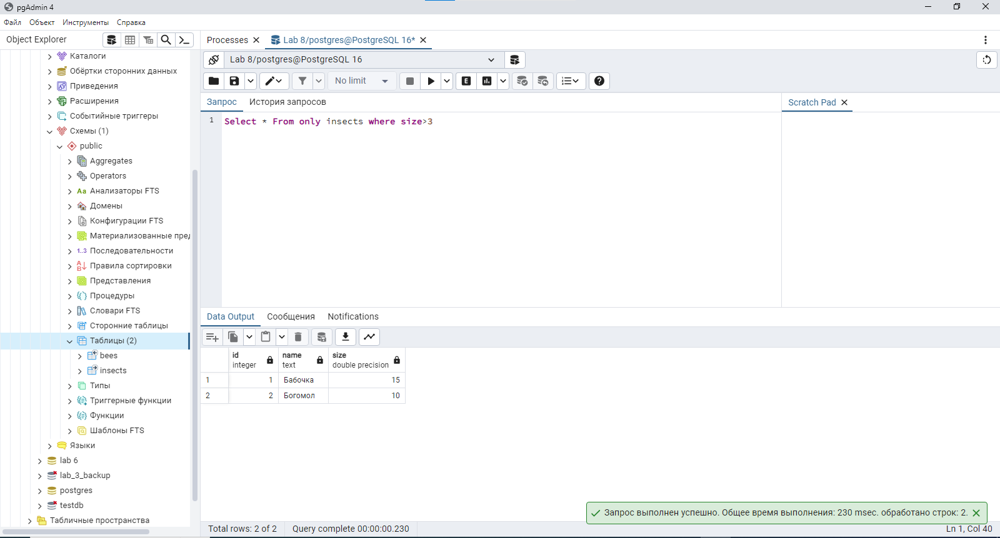 pgAdmin 4
Файл Объект Инструменты Справка
Object Explorer
Processes
Lab 8/postgres@PostgreSQL 16*
Каталоги
Обёртки сторонних данных
Приведения
Расширения
Событийные триггеры
Схемы (1)
public
Aggregates
Operators
Aa Анализаторы FTS
Домены
Конфигурации FTS
Материализованные пред
1..3 Последовательности
Правила сортировки
Представления
Процедуры
Словари FTS
Сторонние таблицы
Таблицы (2)
bees
insects
Типы
Триггерные функции
Функции
Шаблоны FTS
Языки
lab 6
lab_3_backup
postgres
testdb
Табличные пространства
Lab 8/postgres@PostgreSQL 16
No limit
E
Запрос История запросов
Scratch Pad
1 Select * From only insects where size>3
Data Output Сообщения Notifications
id name size
integer text double precision
1 1 Бабочка 15
2 2 Богомол 10
Запрос выполнен успешно. Общее время выполнения: 230 msec. обработано строк: 2.
Total rows: 2 of 2 Query complete 00:00:00.230 Ln 1, Col 40